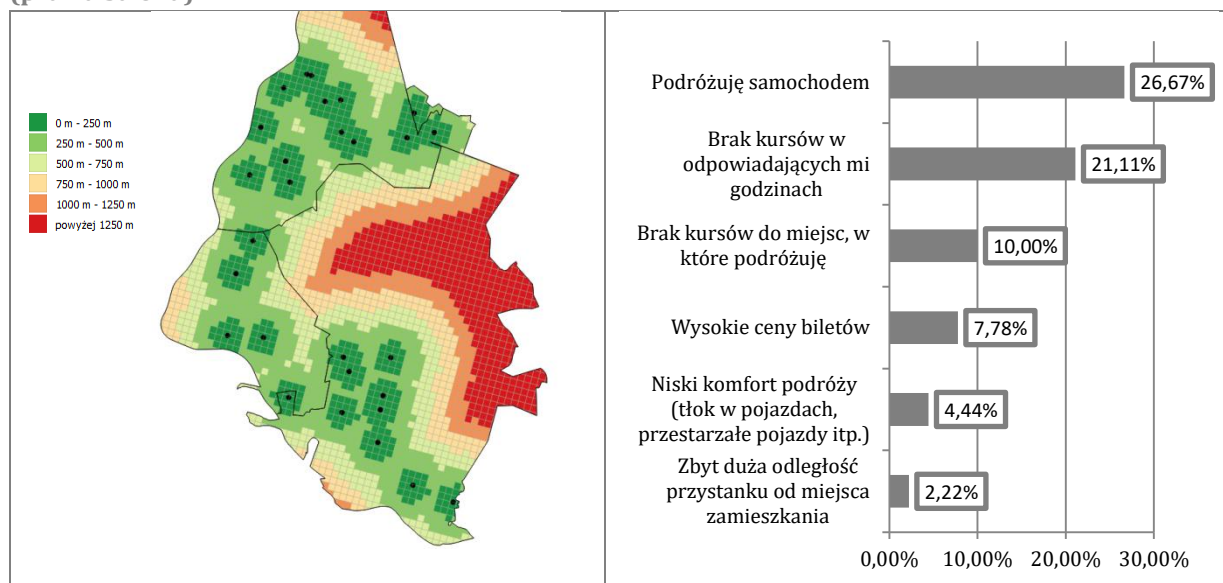 0 m - 250 m
250 m - 500 m
500 m - 750 m
750 m - 1000 m
1000 m - 1250 m
powyżej 1250 m
Podróżuję samochodem
26,67%
Brak kursów w
odpowiadających mi
godzinach
21,11%
Brak kursów do miejsc, w
które podróżuję
10,00%
Wysokie ceny biletów
7,78%
Niski komfort podróży
(tłok w pojazdach,
przestarzałe pojazdy itp.)
4,44%
Zbyt duża odległość
przystanku od miejsca
zamieszkania
2,22%
0,00% 10,00% 20,00% 30,00%